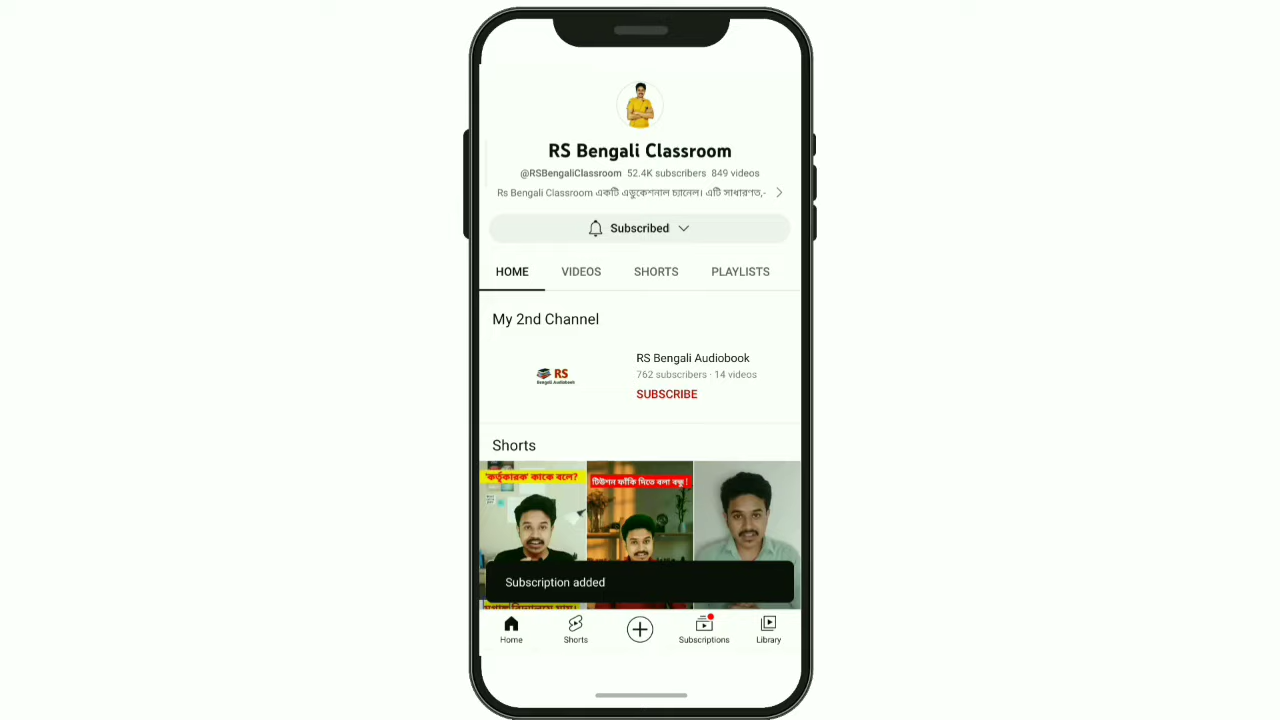 RS Bengali Classroom
@RSBengaliClassroom 52.4K subscribers 849 videos
Rs Bengali Classroom একটি এডুকেশনাল চ্যানেল। এটি সাধারণত,-
Subscribed
HOME VIDEOS SHORTS PLAYLISTS
My 2nd Channel
RS Bengali Audiobook
762 subscribers · 14 videos
SUBSCRIBE
RS
Bengali Audiobook
Shorts
'কর্তৃকারক' কাকে বলে?
টিউশন ফাঁকি দিতে বলা বন্ধু!
Subscription added
Home Shorts Subscriptions Library